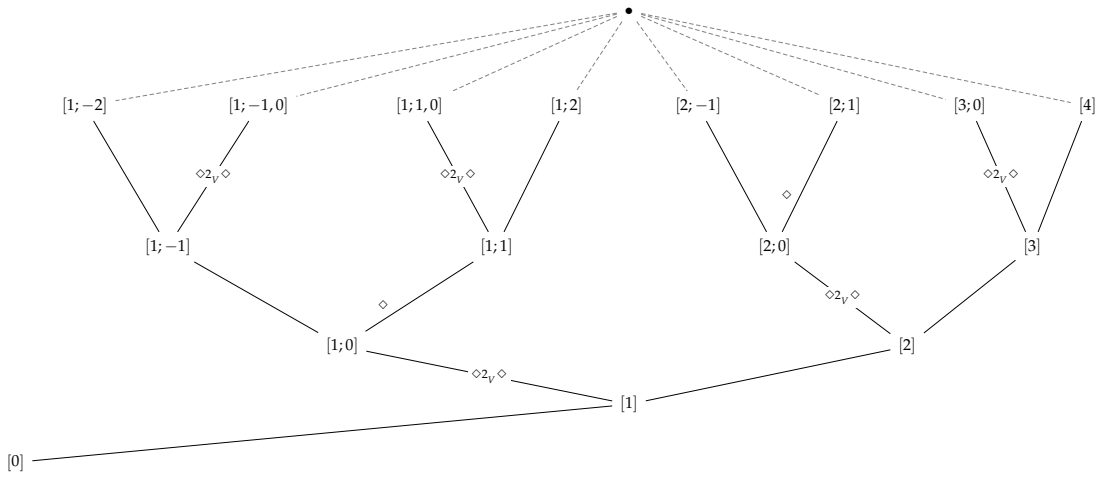 •
[1; −2] [1; −1, 0] [1; 1, 0] [1; 2] [2; −1] [2; 1] [3; 0] [4]
⋄2_V⋄ ⋄2_V⋄ ⋄2_V⋄
⋄
[1; −1] [1; 1] [2; 0] [3]
⋄2_V⋄
⋄
[1; 0] [2]
⋄2_V⋄
[1]
[0]